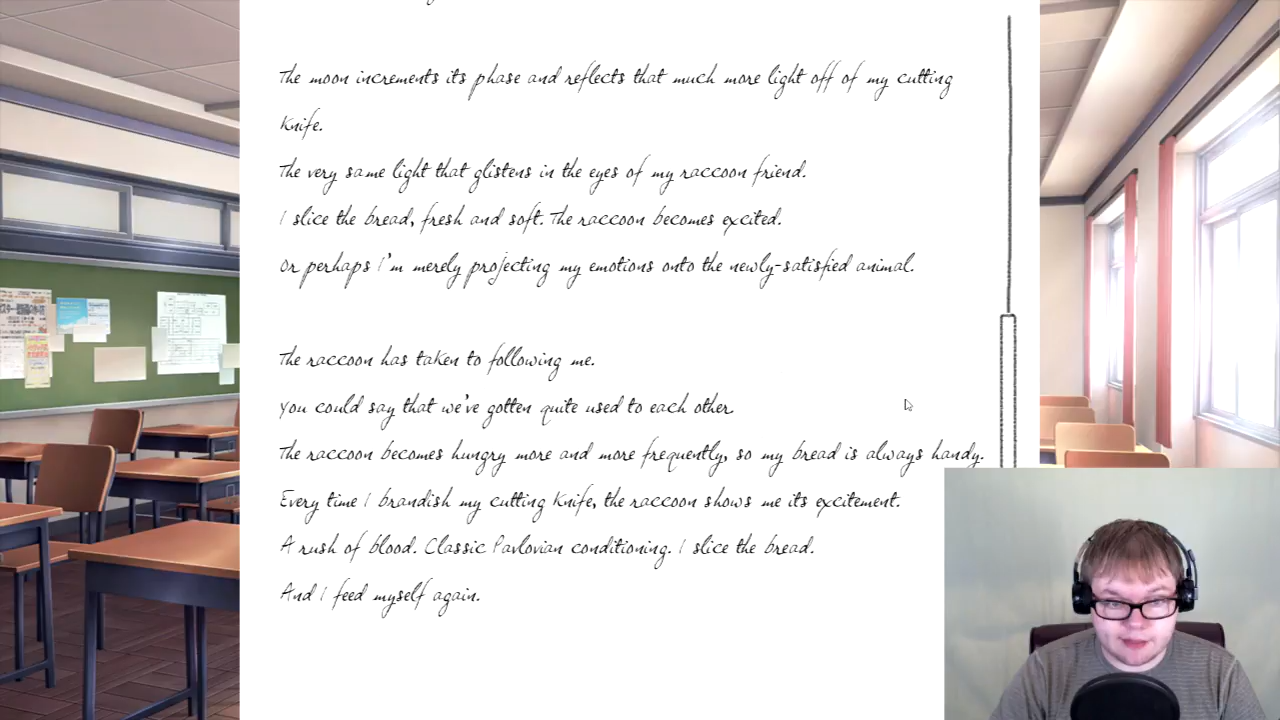 The moon increments its phase and reflects that much more light off of my cutting
knife.
The very same light that glistens in the eyes of my raccoon friend.
I slice the bread, fresh and soft. The raccoon becomes excited.
Or perhaps I'm merely projecting my emotions onto the newly-satisfied animal.
The raccoon has taken to following me.
You could say that we've gotten quite used to each other.
The raccoon becomes hungry more and more frequently, so my bread is always handy.
Every time I brandish my cutting knife, the raccoon shows me its excitement.
A rush of blood. Classic Pavlovian conditioning. I slice the bread.
And I feed myself again.